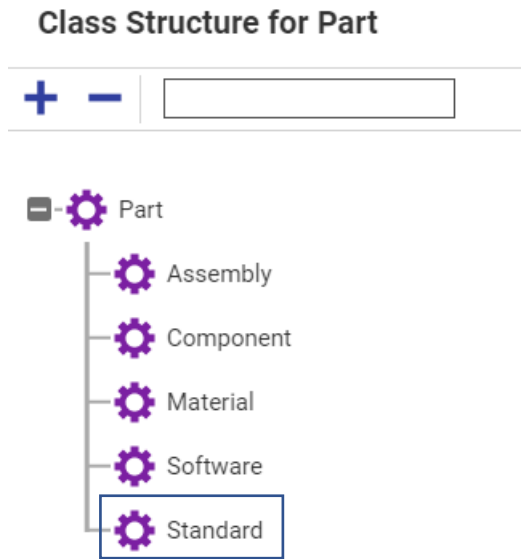 Class Structure for Part
Part
Assembly
Component
Material
Software
Standard